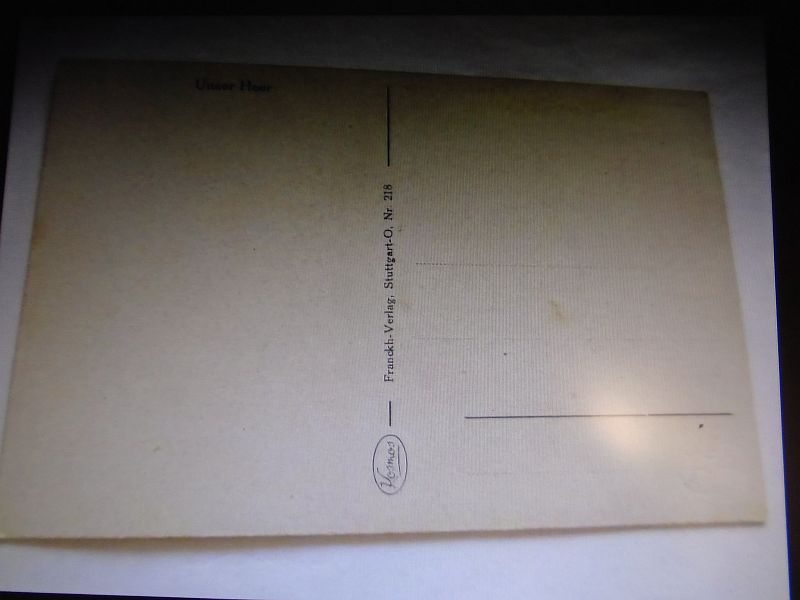 Unser Heer
Franckh-Verlag, Stuttgart-O, Nr. 218
Kosmos